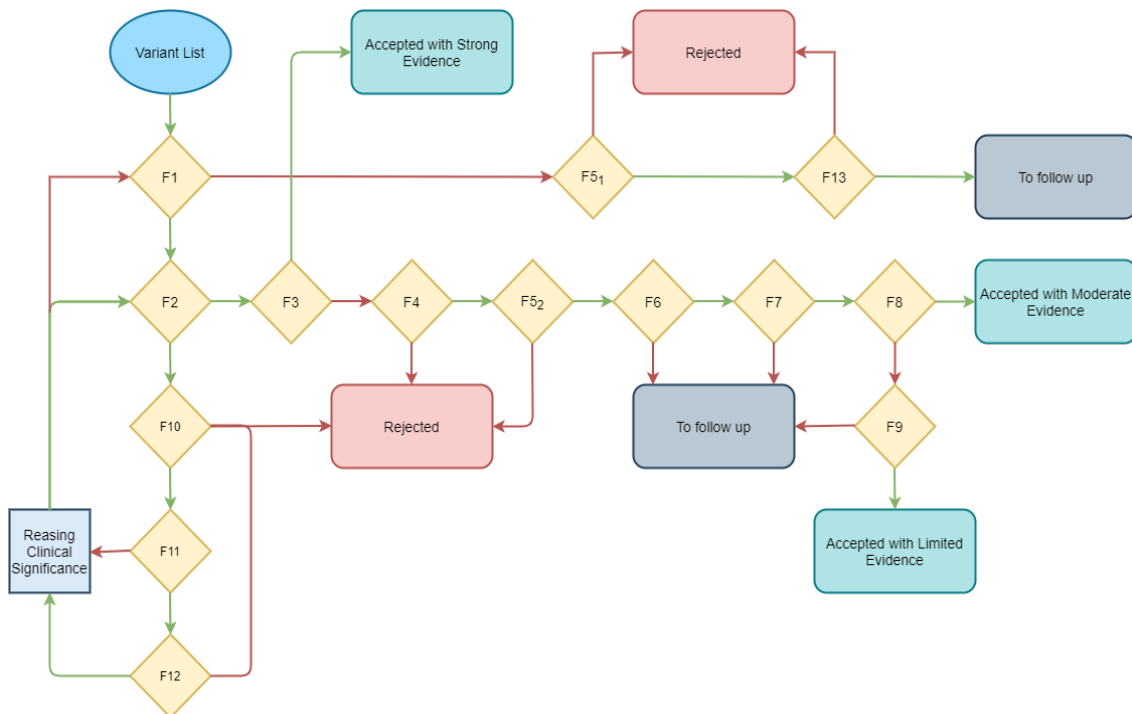 Variant List
Accepted with Strong
Evidence
Rejected
F1
F5₁
F13
To follow up
F2
F3
F4
F5₂
F6
F7
F8
Accepted with Moderate
Evidence
F10
Rejected
To follow up
F9
Reasing
Clinical
Significance
F11
Accepted with Limited
Evidence
F12